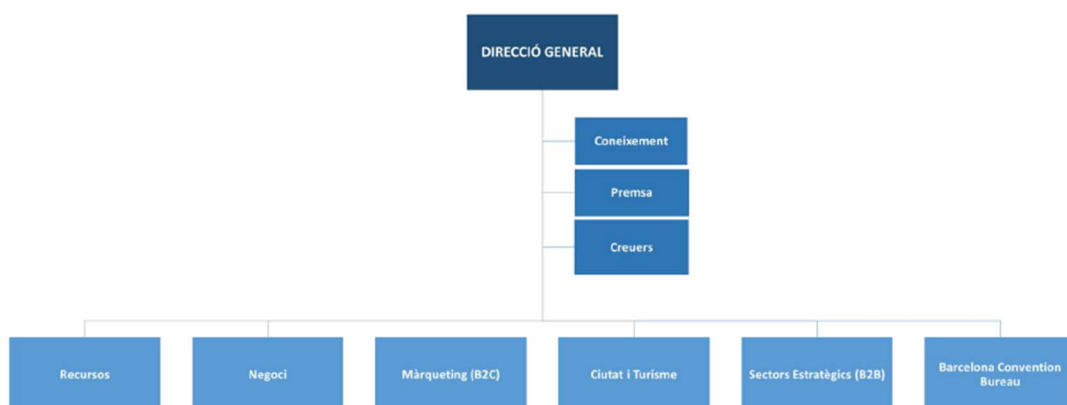 DIRECCIÓ GENERAL
Coneixement
Premsa
Creuers
Recursos
Negoci
Màrqueting (B2C)
Ciutat i Turisme
Sectors Estratègics (B2B)
Barcelona Convention
Bureau